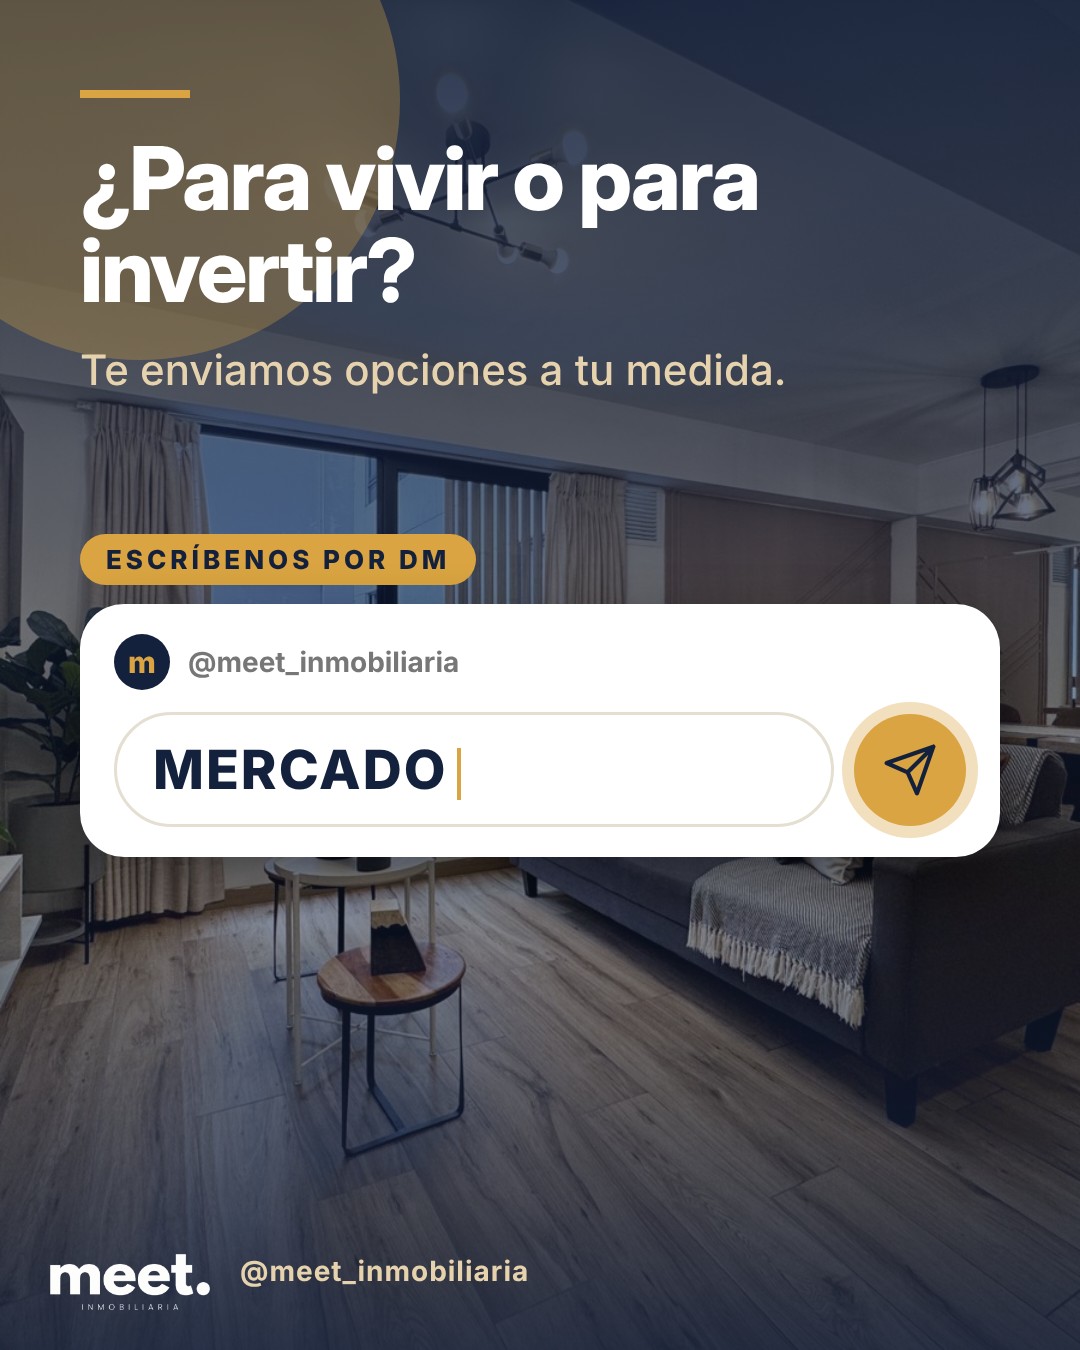 ¿Para vivir o para
invertir?
Te enviamos opciones a tu medida.
ESCRÍBENOS POR DM
m
@meet_inmobiliaria
MERCADO
meet.
INMOBILIARIA
@meet_inmobiliaria